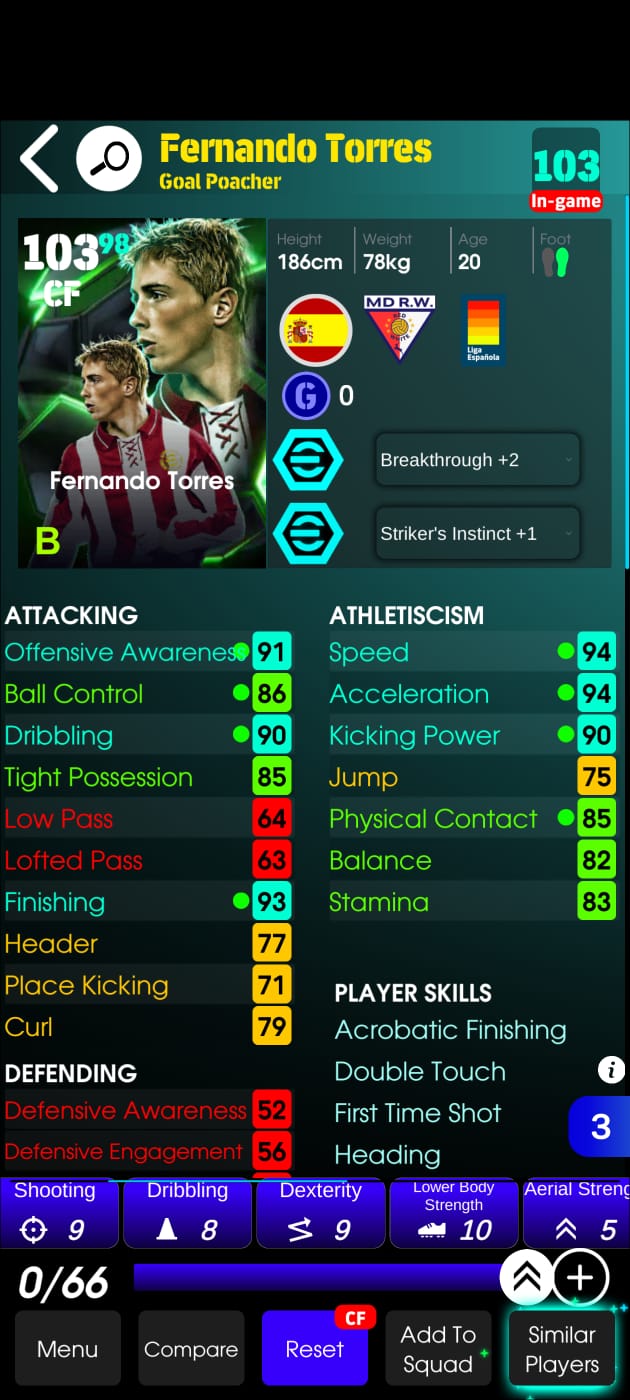 Fernando Torres
Goal Poacher
103
In-game
103 98
CF
Fernando Torres
B
Height
186cm
Weight
78kg
Age
20
Foot
MD R.W.
RED
WHITE
Liga
Española
G 0
Breakthrough +2
Striker's Instinct +1
ATTACKING
Offensive Awareness 91
Ball Control 86
Dribbling 90
Tight Possession 85
Low Pass 64
Lofted Pass 63
Finishing 93
Header 77
Place Kicking 71
Curl 79
DEFENDING
Defensive Awareness 52
Defensive Engagement 56
ATHLETISCISM
Speed 94
Acceleration 94
Kicking Power 90
Jump 75
Physical Contact 85
Balance 82
Stamina 83
PLAYER SKILLS
Acrobatic Finishing
Double Touch
First Time Shot
Heading
i
3
Shooting
9
Dribbling
8
Dexterity
9
Lower Body
Strength
10
Aerial Streng
5
0/66
Menu
Compare
CF
Reset
Add To
Squad
Similar
Players